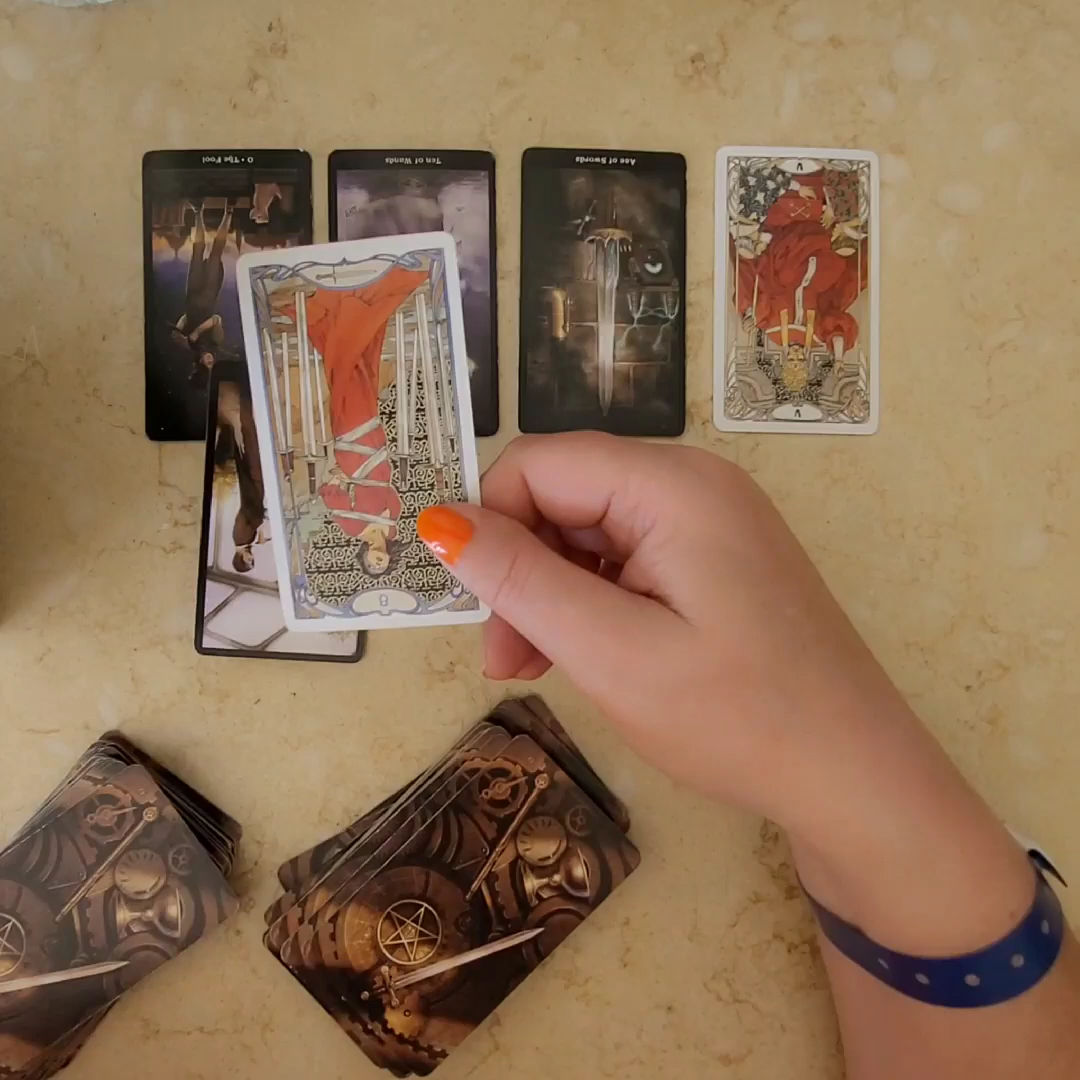 0 • The Fool
Ten of Wands
Ace of Swords
V
V
8